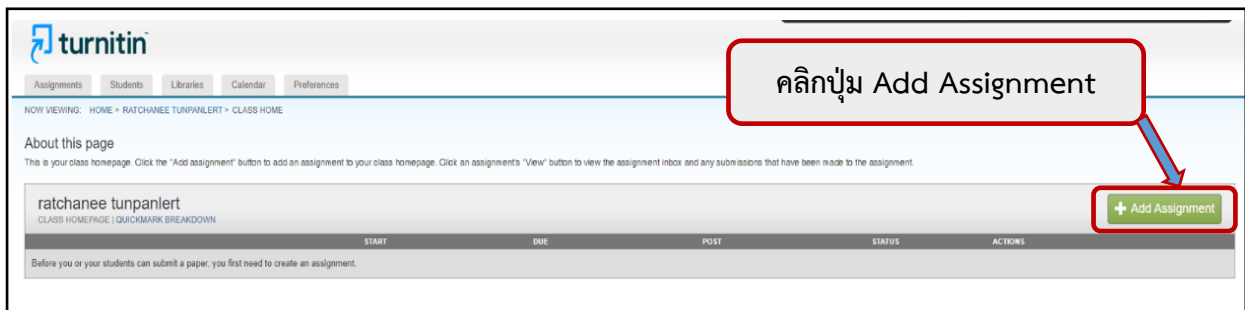 turnitin
คลิกปุ่ม Add Assignment
Assignments Students Libraries Calendar Preferences
NOW VIEWING: HOME > RATCHANEE TUNPANLERT > CLASS HOME
About this page
This is your class homepage. Click the "Add assignment" button to add an assignment to your class homepage. Click an assignment's "View" button to view the assignment inbox and any submissions that have been made to the assignment.
ratchanee tunpanlert
CLASS HOMEPAGE | QUICKMARK BREAKDOWN
+ Add Assignment
START DUE POST STATUS ACTIONS
Before you or your students can submit a paper, you first need to create an assignment.